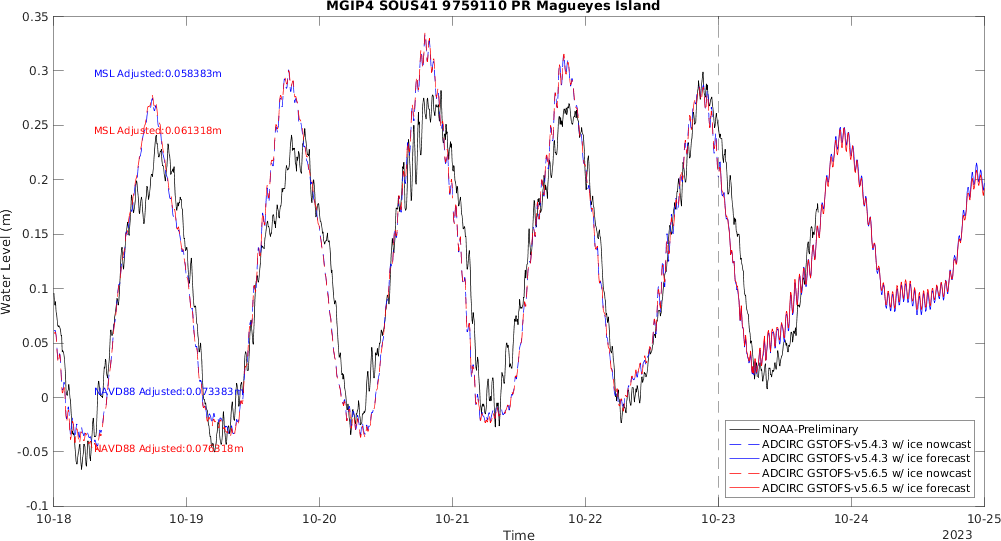 MGIP4 SOUS41 9759110 PR Magueyes Island
0.35
0.3
0.25
0.2
0.15
0.1
0.05
0
-0.05
-0.1
Water Level (m)
MSL Adjusted:0.058383m
MSL Adjusted:0.061318m
NAVD88 Adjusted:0.073383m
NAVD88 Adjusted:0.076318m
NOAA-Preliminary
ADCIRC GSTOFS-v5.4.3 w/ ice nowcast
ADCIRC GSTOFS-v5.4.3 w/ ice forecast
ADCIRC GSTOFS-v5.6.5 w/ ice nowcast
ADCIRC GSTOFS-v5.6.5 w/ ice forecast
10-18 10-19 10-20 10-21 10-22 10-23 10-24 10-25
Time
2023